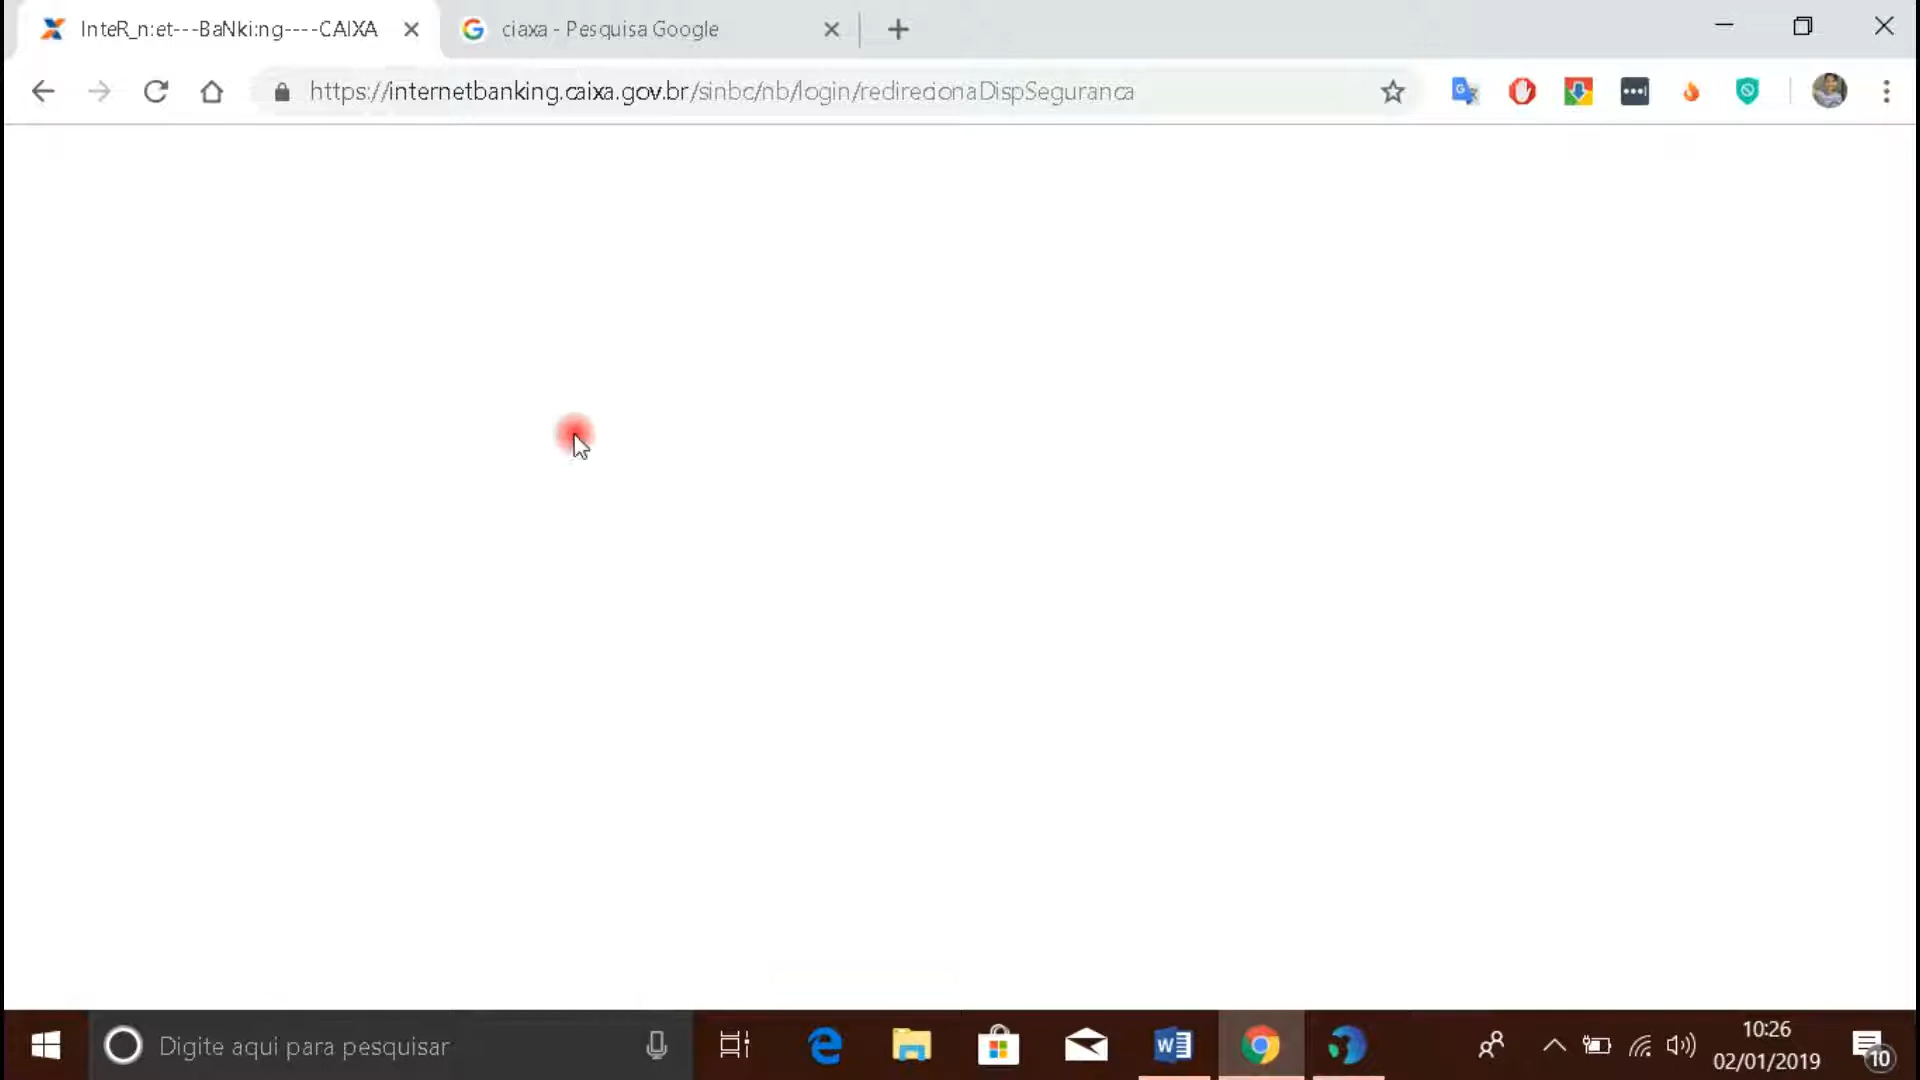 InteR_n:et---BaNki:ng----CAIXA
ciaxa - Pesquisa Google
https://internetbanking.caixa.gov.br/sinbc/nb/login/redirecionaDispSeguranca
Digite aqui para pesquisar
10:26
02/01/2019
10